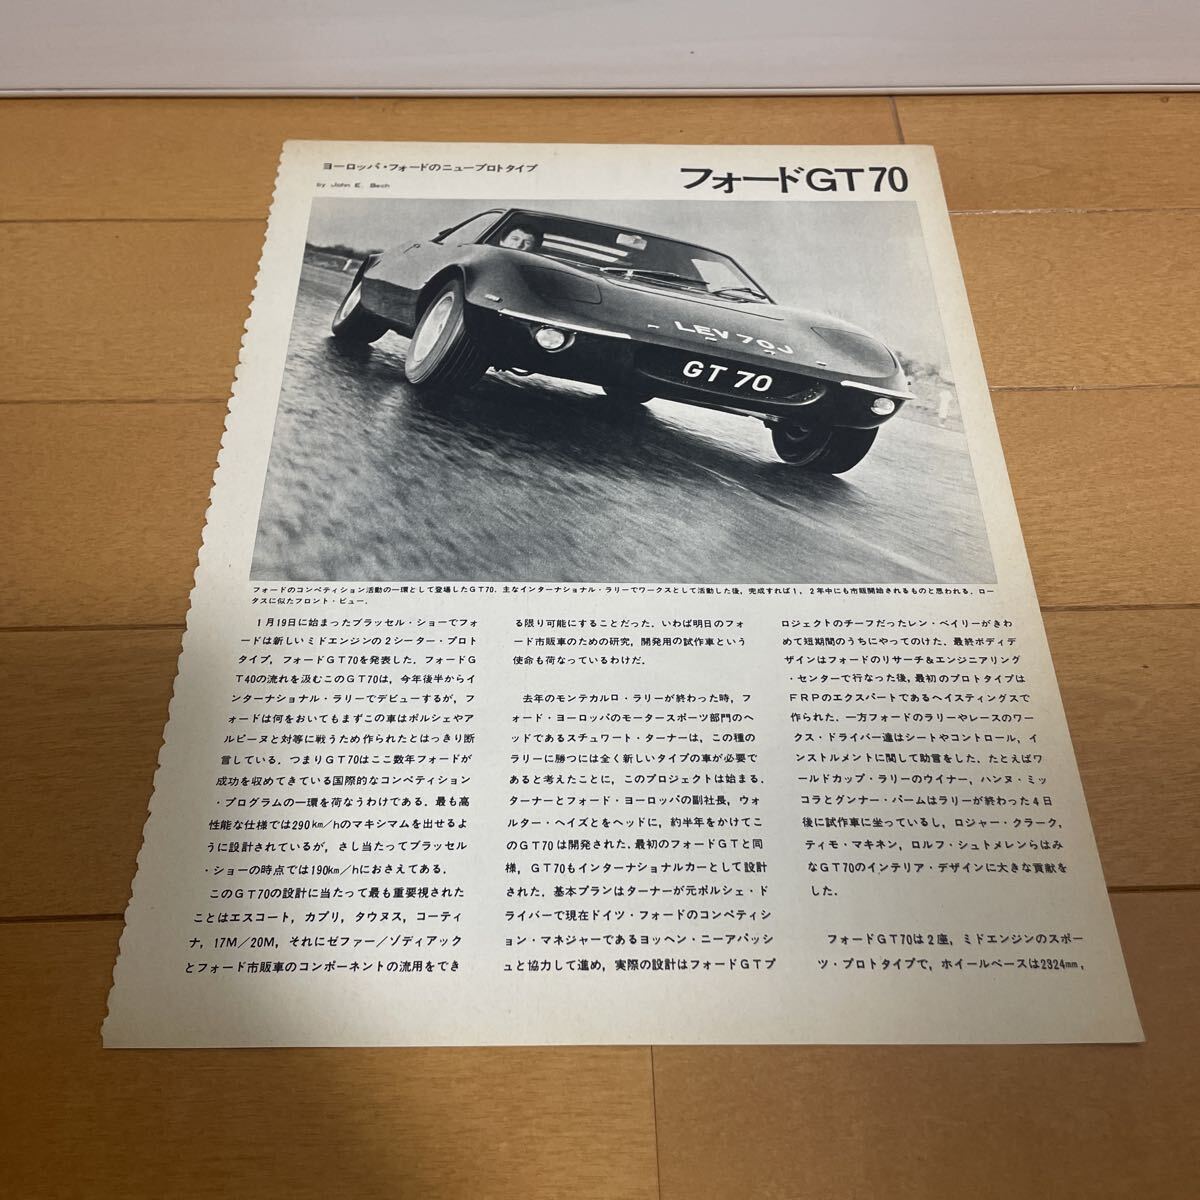 ヨーロッパ・フォードのニュープロトタイプ
by John E. Bech
フォードGT70
LEV 70J
GT 70
フォードのコンペティション活動の一環として登場したGT70. 主なインターナショナル・ラリーでワークスとして活動した後, 完成すれば1, 2年中にも市販開始されるものと思われる. ロー
タスに似たフロント・ビュー.
1月19日に始まったブラッセル・ショーでフォ
ードは新しいミドエンジンの2シーター・プロト
タイプ, フォードGT70を発表した. フォードG
T40の流れを汲むこのGT70は, 今年後半からイ
ンターナショナル・ラリーでデビューするが, フ
ォードは何をおいてもまずこの車はポルシェやア
ルピーヌと対等に戦うため作られたとはっきり断
言している. つまりGT70はここ数年フォードが
成功を収めてきている国際的なコンペティション
・プログラムの一環を荷なうわけである. 最も高
性能な仕様では290km/hのマキシマムを出せるよ
うに設計されているが, さし当たってブラッセル
・ショーの時点では190km/hにおさえてある.
このGT70の設計に当たって最も重要視された
ことはエスコート, カプリ, タウヌス, コーティ
ナ, 17M/20M, それにゼファー/ゾディアック
とフォード市販車のコンポーネントの流用をでき
る限り可能にすることだった. いわば明日のフォ
ード市販車のための研究, 開発用の試作車という
使命も荷なっているわけだ.
去年のモンテカルロ・ラリーが終わった時, フ
ォード・ヨーロッパのモータースポーツ部門のヘ
ッドであるスチュワート・ターナーは, この種の
ラリーに勝つには全く新しいタイプの車が必要で
あると考えたことに, このプロジェクトは始まる.
ターナーとフォード・ヨーロッパの副社長, ウォ
ルター・ヘイズとをヘッドに, 約半年をかけてこ
のGT70は開発された. 最初のフォードGTと同
様, GT70もインターナショナルカーとして設計
された. 基本プランはターナーが元ポルシェ・ド
ライバーで現在ドイツ・フォードのコンペティシ
ョン・マネジャーであるヨッヘン・ニーアパッシ
ュと協力して進め, 実際の設計はフォードGTプ
ロジェクトのチーフだったレン・ベイリーがきわ
めて短期間のうちにやってのけた. 最終ボディデ
ザインはフォードのリサーチ&エンジニアリング
・センターで行なった後, 最初のプロトタイプは
FRPのエクスパートであるヘイスティングスで
作られた. 一方フォードのラリーやレースのワー
クス・ドライバー達はシートやコントロール, イ
ンストルメントに関して助言をした. たとえばワ
ールドカップ・ラリーのウイナー, ハンヌ・ミッ
コラとグンナー・パームはラリーが終わった4日
後に試作車に坐っているし, ロジャー・クラーク,
ティモ・マキネン, ロルフ・シュトメレンらはみ
なGT70のインテリア・デザインに大きな貢献を
した.
フォードGT70は2座, ミドエンジンのスポー
ツ・プロトタイプで, ホイールベースは2324mm,